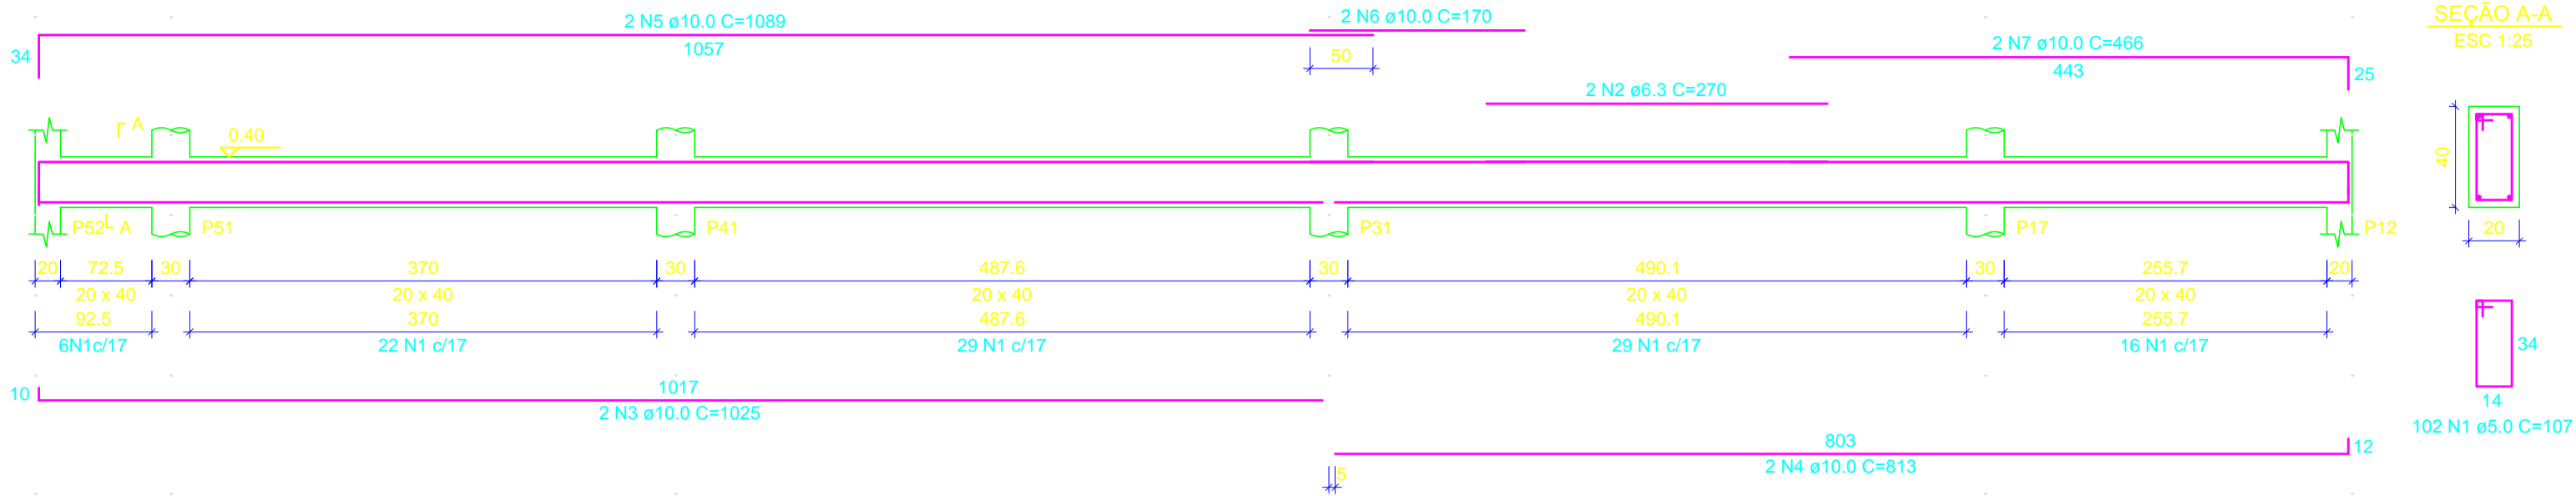 2 N5 ø10.0 C=1089
1057
34
2 N6 ø10.0 C=170
50
2 N7 ø10.0 C=466
443
25
2 N2 ø6.3 C=270
SEÇÃO A-A
ESC 1:25
A
0.40
40
20
P52
A
P51
P41
P31
P17
P12
20 72.5 30 370 30 487.6 30 490.1 30 255.7 20
20 x 40 20 x 40 20 x 40 20 x 40 20 x 40
92.5 370 487.6 490.1 255.7
6N1c/17 22 N1 c/17 29 N1 c/17 29 N1 c/17 16 N1 c/17
34
14
102 N1 ø5.0 C=107
10
1017
2 N3 ø10.0 C=1025
803
12
2 N4 ø10.0 C=813
5